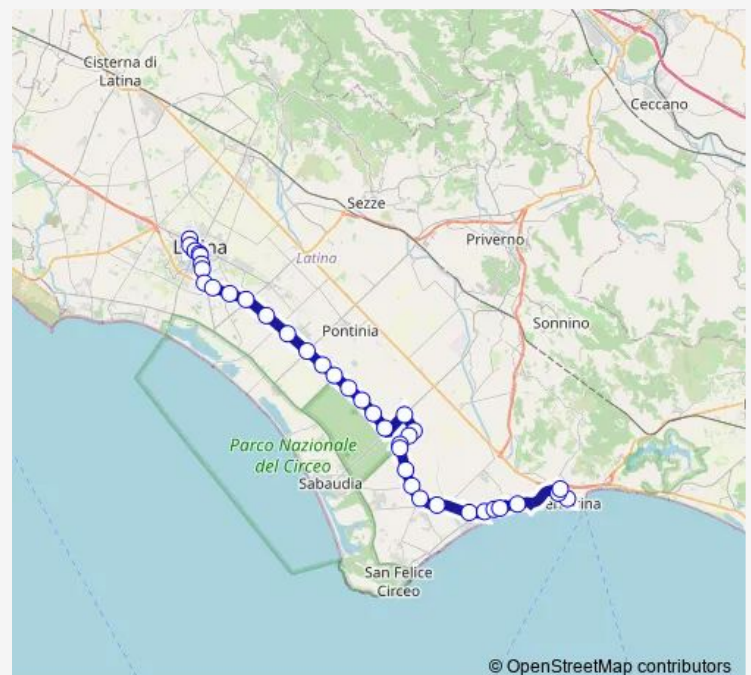 Cisterna di
Latina
Ceccano
Sezze
Priverno
Latina
Sonnino
Pontinia
Parco Nazionale
del Circeo
Sabaudia
San Felice
Circeo
© OpenStreetMap contributors